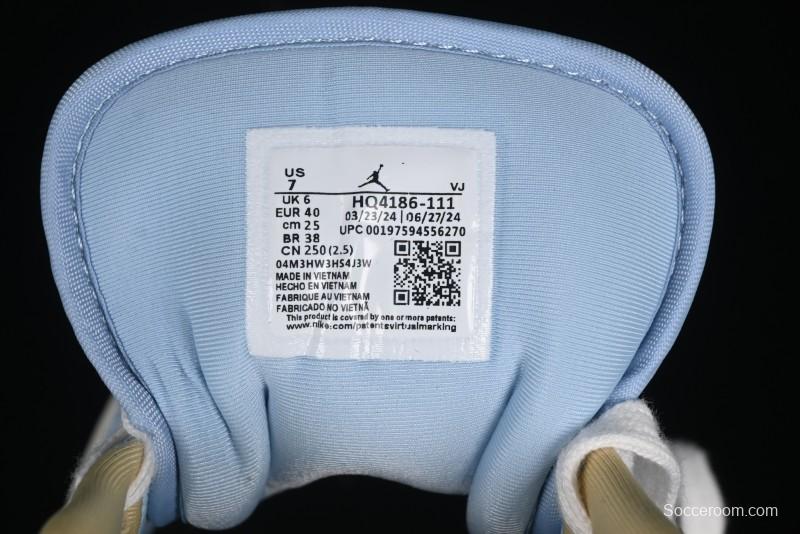 US
7
VJ
UK 6
EUR 40
cm 25
BR 38
CN 250 (2.5)
HQ4186-111
03/23/24 | 06/27/24
UPC 00197594556270
04M3HW3HS4J3W
MADE IN VIETNAM
HECHO EN VIETNAM
FABRIQUE AU VIETNAM
FABRICADO NO VIETNÃ
This product is covered by one or more patents:
www.nike.com/patentsvirtualmarking
Socceroom.com